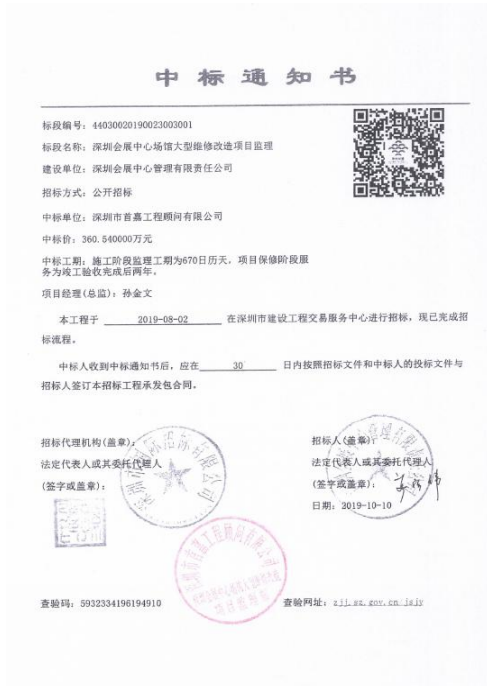 中标通知书
标段编号：44030020190023003001
标段名称：深圳会展中心场馆大型维修改造项目监理
建设单位：深圳会展中心管理有限责任公司
招标方式：公开招标
中标单位：深圳市首嘉工程顾问有限公司
中标价：360.540000万元
中标工期：施工阶段监理工期为670日历天，项目保修阶段服
务为竣工验收完成后两年。
项目经理(总监)：孙金文
本工程于 2019-08-02 在深圳市建设工程交易服务中心进行招标，现已完成招
标流程。
中标人收到中标通知书后，应在 30 日内按照招标文件和中标人的投标文件与
招标人签订本招标工程承发包合同。
招标代理机构(盖章)：
法定代表人或其委托代理人
(签字或盖章)：
招标人(盖章)：
法定代表人或其委托代理人
(签字或盖章)：
日期：2019-10-10
深圳市首嘉工程顾问有限公司
查验码：5932334196194910
查验网址：zjj.sz.gov.cn/jsjy